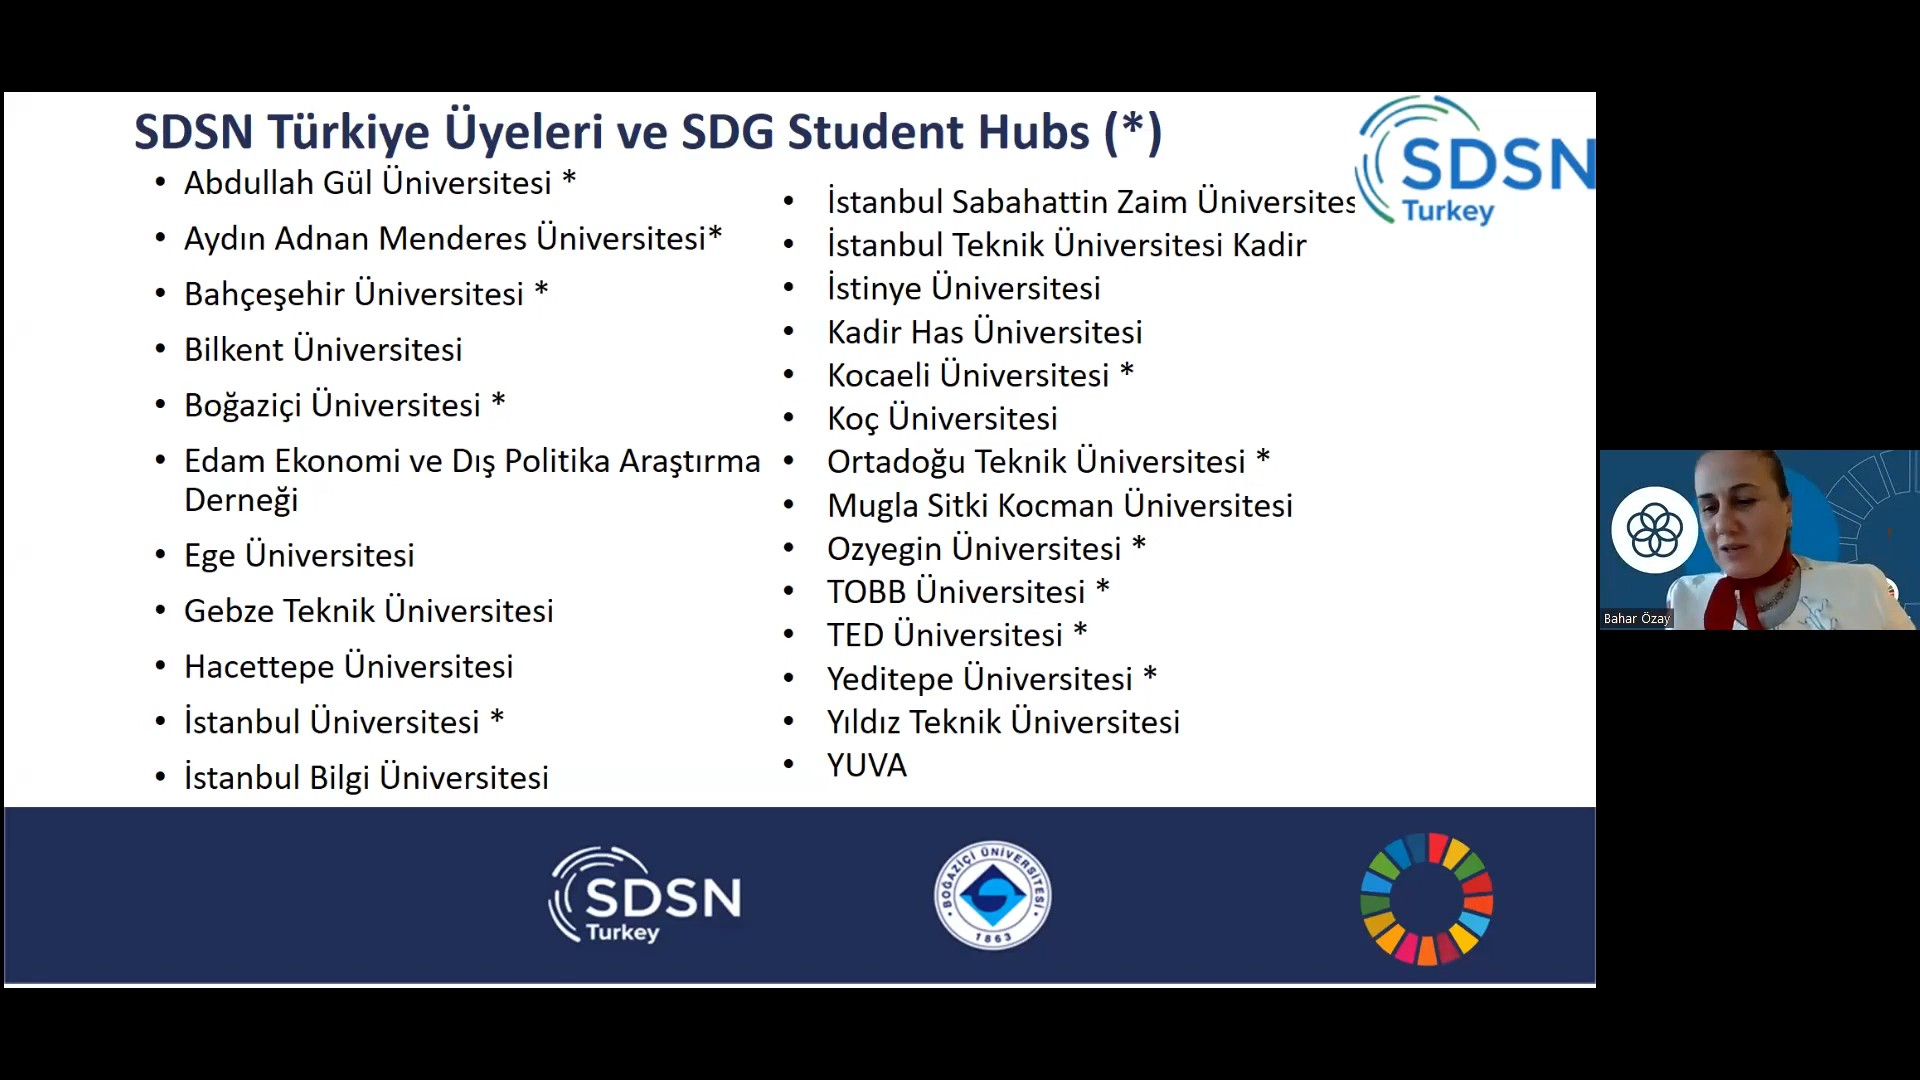 SDSN Türkiye Üyeleri ve SDG Student Hubs (*)
• Abdullah Gül Üniversitesi *
• Aydın Adnan Menderes Üniversitesi*
• Bahçeşehir Üniversitesi *
• Bilkent Üniversitesi
• Boğaziçi Üniversitesi *
• Edam Ekonomi ve Dış Politika Araştırma
Derneği
• Ege Üniversitesi
• Gebze Teknik Üniversitesi
• Hacettepe Üniversitesi
• İstanbul Üniversitesi *
• İstanbul Bilgi Üniversitesi
• İstanbul Sabahattin Zaim Üniversites
• İstanbul Teknik Üniversitesi Kadir
• İstinye Üniversitesi
• Kadir Has Üniversitesi
• Kocaeli Üniversitesi *
• Koç Üniversitesi
• Ortadoğu Teknik Üniversitesi *
• Mugla Sitki Kocman Üniversitesi
• Ozyegin Üniversitesi *
• TOBB Üniversitesi *
• TED Üniversitesi *
• Yeditepe Üniversitesi *
• Yıldız Teknik Üniversitesi
• YUVA
SDSN
Turkey
Bahar Özay
SDSN
Turkey
BOĞAZİÇİ ÜNİVERSİTESİ
1863